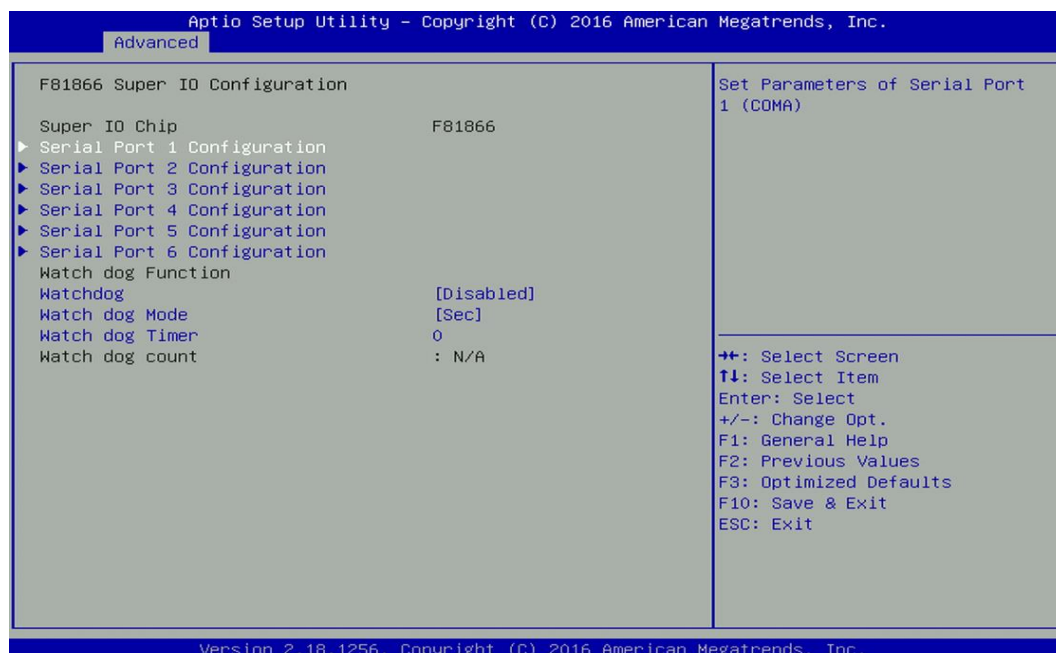 Aptio Setup Utility – Copyright (C) 2016 American Megatrends, Inc.
Advanced
F81866 Super IO Configuration
Super IO Chip F81866
Serial Port 1 Configuration
Serial Port 2 Configuration
Serial Port 3 Configuration
Serial Port 4 Configuration
Serial Port 5 Configuration
Serial Port 6 Configuration
Watch dog Function
Watchdog [Disabled]
Watch dog Mode [Sec]
Watch dog Timer 0
Watch dog count : N/A
Set Parameters of Serial Port
1 (COMA)
→←: Select Screen
↑↓: Select Item
Enter: Select
+/-: Change Opt.
F1: General Help
F2: Previous Values
F3: Optimized Defaults
F10: Save & Exit
ESC: Exit
Version 2.18.1256. Copyright (C) 2016 American Megatrends, Inc.